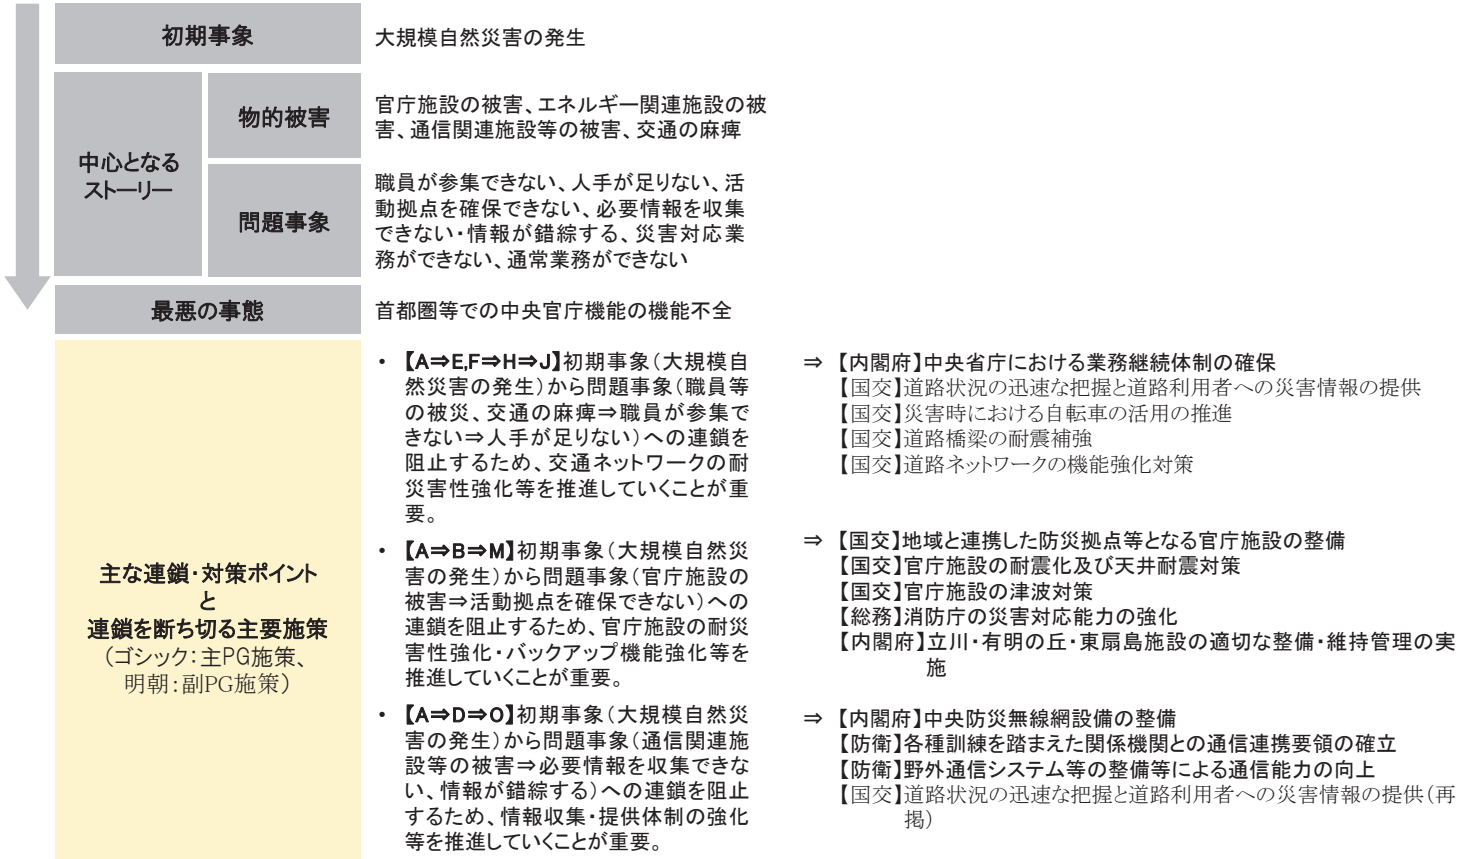 初期事象
大規模自然災害の発生
中心となる
ストーリー
物的被害
官庁施設の被害、エネルギー関連施設の被
害、通信関連施設等の被害、交通の麻痺
問題事象
職員が参集できない、人手が足りない、活
動拠点を確保できない、必要情報を収集
できない・情報が錯綜する、災害対応業
務ができない、通常業務ができない
最悪の事態
首都圏等での中央官庁機能の機能不全
主な連鎖・対策ポイント
と
連鎖を断ち切る主要施策
（ゴシック：主PG施策、
明朝：副PG施策）
・【A⇒E,F⇒H⇒J】初期事象（大規模自
然災害の発生）から問題事象（職員等
の被災、交通の麻痺⇒職員が参集で
きない⇒人手が足りない）への連鎖を
阻止するため、交通ネットワークの耐
災害性強化等を推進していくことが重
要。
⇒【内閣府】中央省庁における業務継続体制の確保
【国交】道路状況の迅速な把握と道路利用者への災害情報の提供
【国交】災害時における自転車の活用の推進
【国交】道路橋梁の耐震補強
【国交】道路ネットワークの機能強化対策
・【A⇒B⇒M】初期事象（大規模自然災
害の発生）から問題事象（官庁施設の
被害⇒活動拠点を確保できない）への
連鎖を阻止するため、官庁施設の耐災
害性強化・バックアップ機能強化等を
推進していくことが重要。
⇒【国交】地域と連携した防災拠点等となる官庁施設の整備
【国交】官庁施設の耐震化及び天井耐震対策
【国交】官庁施設の津波対策
【総務】消防庁の災害対応能力の強化
【内閣府】立川・有明の丘・東扇島施設の適切な整備・維持管理の実
施
・【A⇒D⇒O】初期事象（大規模自然災
害の発生）から問題事象（通信関連施
設等の被害⇒必要情報を収集できな
い、情報が錯綜する）への連鎖を阻止
するため、情報収集・提供体制の強化
等を推進していくことが重要。
⇒【内閣府】中央防災無線網設備の整備
【防衛】各種訓練を踏まえた関係機関との通信連携要領の確立
【防衛】野外通信システム等の整備等による通信能力の向上
【国交】道路状況の迅速な把握と道路利用者への災害情報の提供（再
掲）